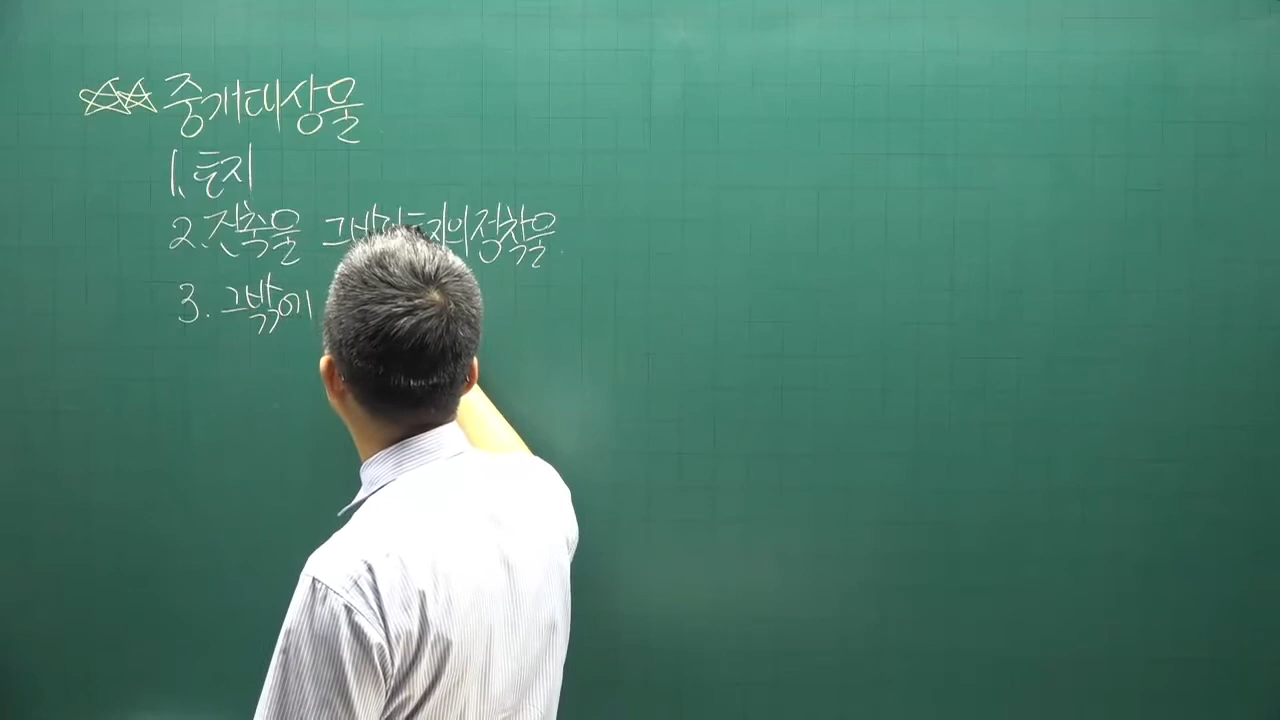 ☆☆ 중개대상물
1. 토지
2. 건축물 그밖의 토지의 정착물.
3. 그밖에